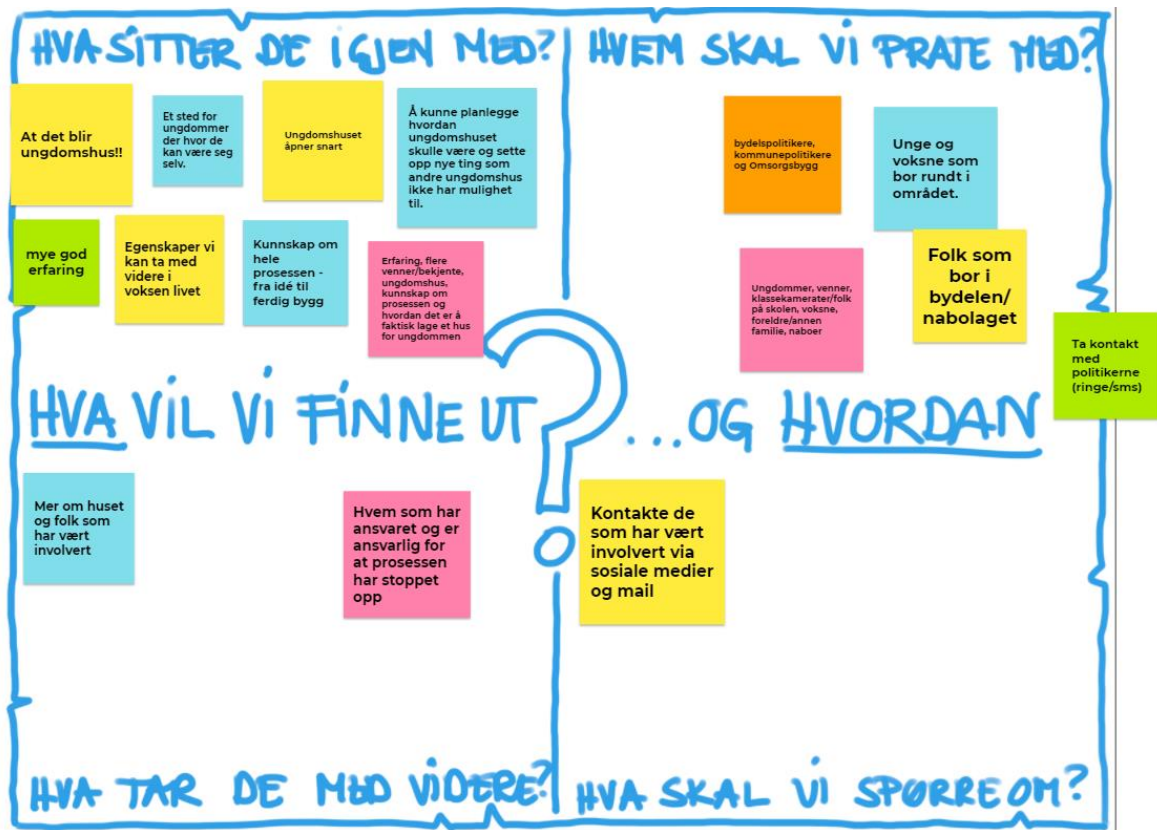 HVA SITTER DE IGJEN MED?
HVEM SKAL VI PRATE MED?
At det blir
ungdomshus!!
Et sted for
ungdommer
der hvor de
kan være seg
selv.
Ungdomshuset
åpner snart
Å kunne planlegge
hvordan
ungdomshuset
skulle være og sette
opp nye ting som
andre ungdomshus
ikke har mulighet
til.
mye god
erfaring
Egenskaper vi
kan ta med
videre i
voksen livet
Kunnskap om
hele
prosessen -
fra idé til
ferdig bygg
Erfaring, flere
venner/bekjente,
ungdomshus,
kunnskap om
prosessen og
hvordan det er å
faktisk lage et hus
for ungdommen
bydelspolitikere,
kommunepolitikere
og Omsorgsbygg
Unge og
voksne som
bor rundt i
området.
Ungdommer, venner,
klassekamerater/folk
på skolen, voksne,
foreldre/annen
familie, naboer
Folk som
bor i
bydelen/
nabolaget
Ta kontakt
med
politikerne
(ringe/sms)
HVA VIL VI FINNE UT ? ...OG HVORDAN
Mer om huset
og folk som
har vært
involvert
Hvem som har
ansvaret og er
ansvarlig for
at prosessen
har stoppet
opp
Kontakte de
som har vært
involvert via
sosiale medier
og mail
HVA TAR DE MED VIDERE?
HVA SKAL VI SPØRRE OM?